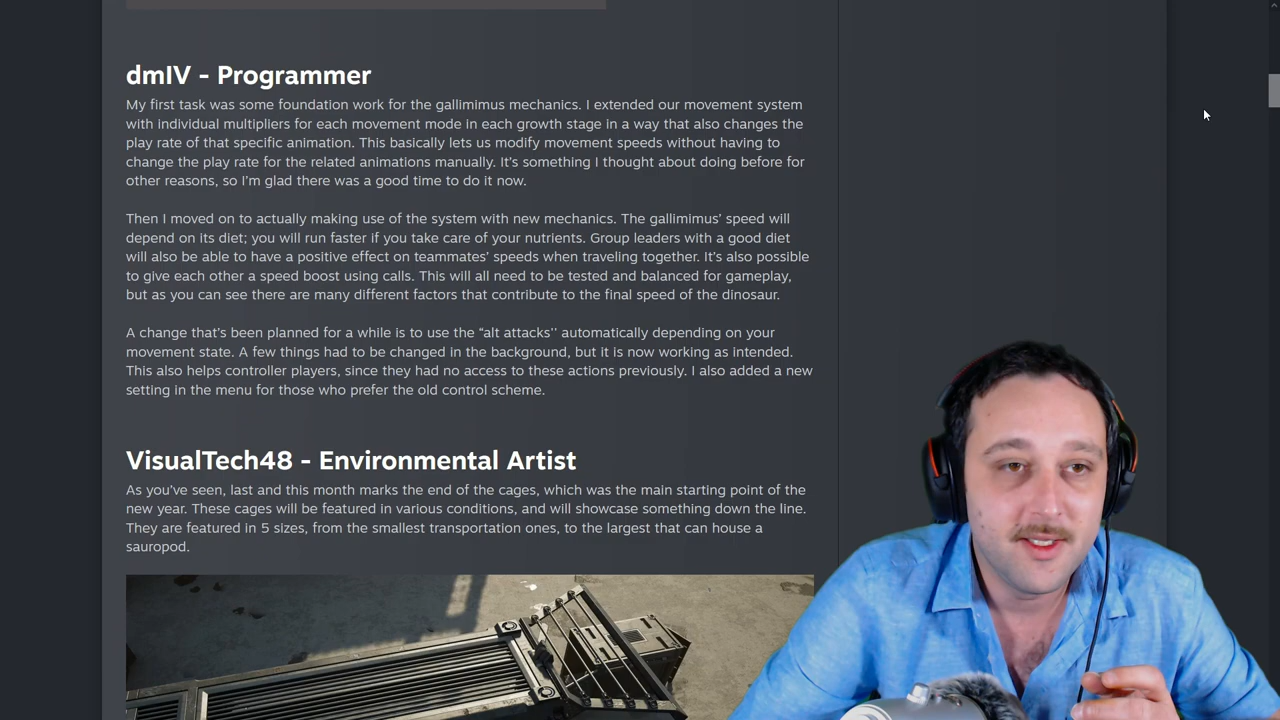 dmIV - Programmer
My first task was some foundation work for the gallimimus mechanics. I extended our movement system
with individual multipliers for each movement mode in each growth stage in a way that also changes the
play rate of that specific animation. This basically lets us modify movement speeds without having to
change the play rate for the related animations manually. It’s something I thought about doing before for
other reasons, so I’m glad there was a good time to do it now.
Then I moved on to actually making use of the system with new mechanics. The gallimimus’ speed will
depend on its diet; you will run faster if you take care of your nutrients. Group leaders with a good diet
will also be able to have a positive effect on teammates’ speeds when traveling together. It’s also possible
to give each other a speed boost using calls. This will all need to be tested and balanced for gameplay,
but as you can see there are many different factors that contribute to the final speed of the dinosaur.
A change that’s been planned for a while is to use the “alt attacks’’ automatically depending on your
movement state. A few things had to be changed in the background, but it is now working as intended.
This also helps controller players, since they had no access to these actions previously. I also added a new
setting in the menu for those who prefer the old control scheme.
VisualTech48 - Environmental Artist
As you’ve seen, last and this month marks the end of the cages, which was the main starting point of the
new year. These cages will be featured in various conditions, and will showcase something down the line.
They are featured in 5 sizes, from the smallest transportation ones, to the largest that can house a
sauropod.